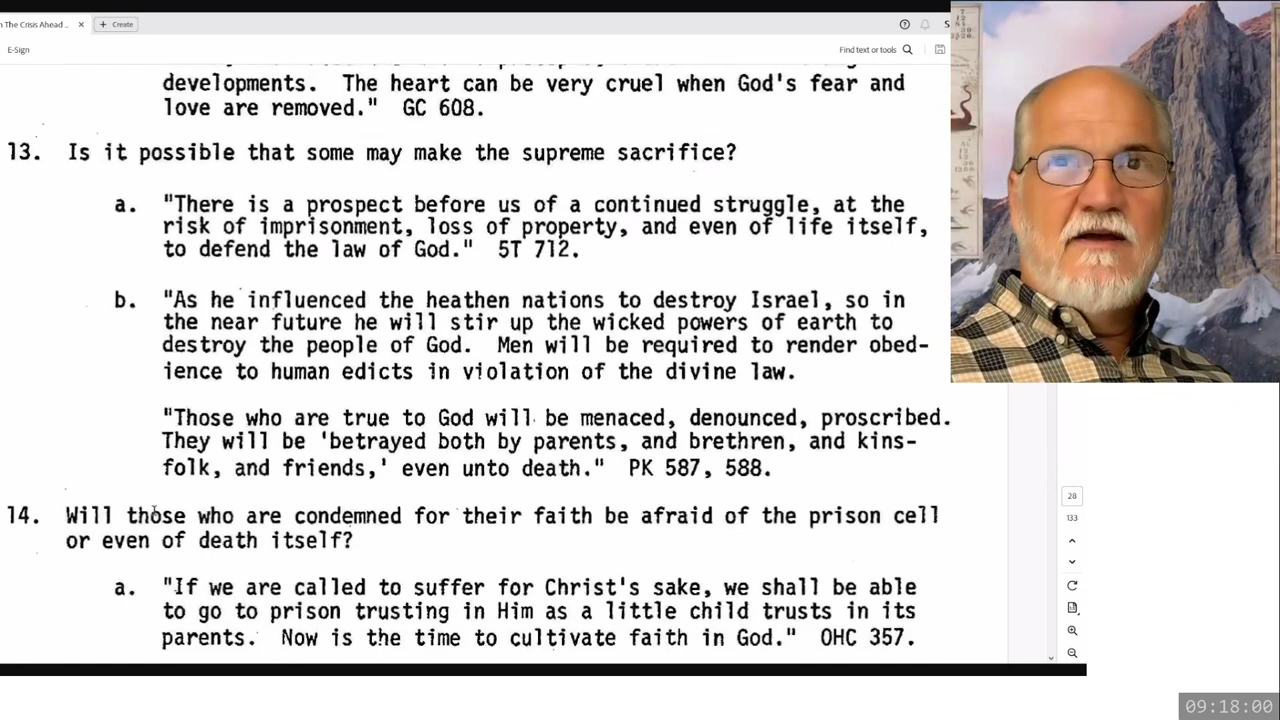 n The Crisis Ahead ..
Create
E-Sign
Find text or tools
developments. The heart can be very cruel when God's fear and
love are removed." GC 608.
13. Is it possible that some may make the supreme sacrifice?
a. "There is a prospect before us of a continued struggle, at the
risk of imprisonment, loss of property, and even of life itself,
to defend the law of God." 5T 712.
b. "As he influenced the heathen nations to destroy Israel, so in
the near future he will stir up the wicked powers of earth to
destroy the people of God. Men will be required to render obed-
ience to human edicts in violation of the divine law.
"Those who are true to God will be menaced, denounced, proscribed.
They will be 'betrayed both by parents, and brethren, and kins-
folk, and friends,' even unto death." PK 587, 588.
14. Will those who are condemned for their faith be afraid of the prison cell
or even of death itself?
a. "If we are called to suffer for Christ's sake, we shall be able
to go to prison trusting in Him as a little child trusts in its
parents. Now is the time to cultivate faith in God." OHC 357.
28
133
09:18:00